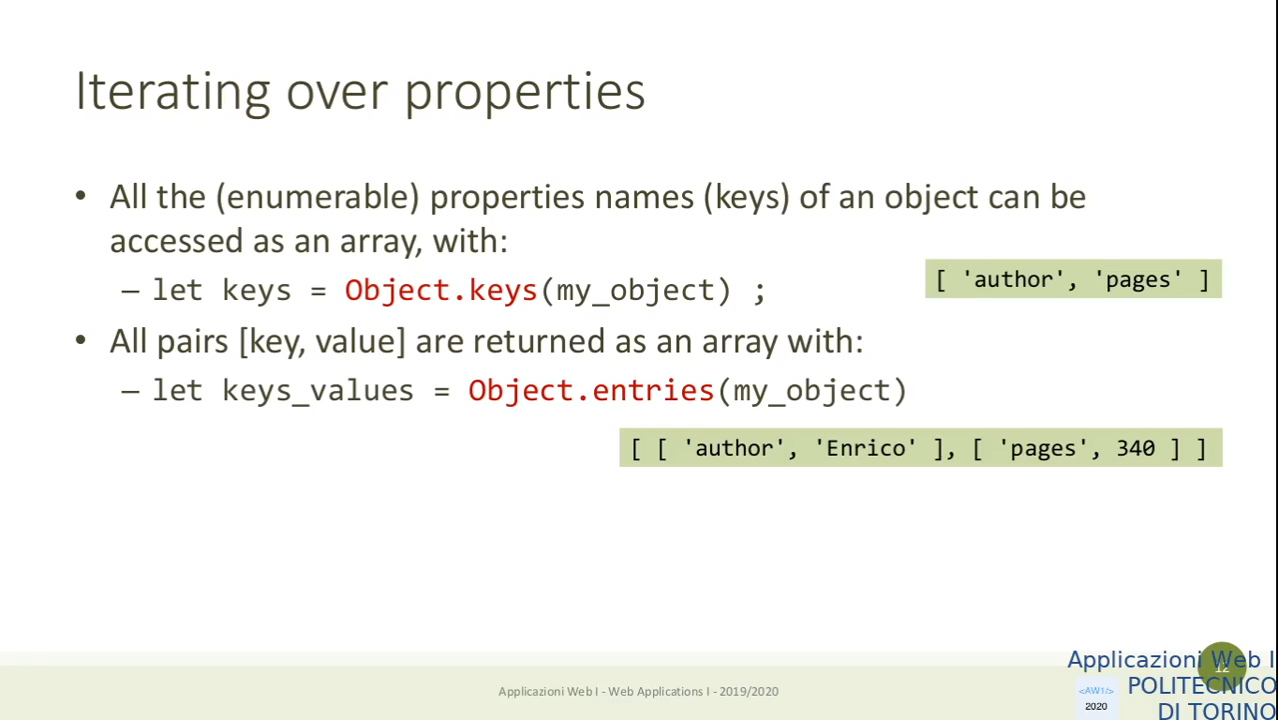 Iterating over properties
• All the (enumerable) properties names (keys) of an object can be
accessed as an array, with:
– let keys = Object.keys(my_object) ;
[ 'author', 'pages' ]
• All pairs [key, value] are returned as an array with:
– let keys_values = Object.entries(my_object)
[ [ 'author', 'Enrico' ], [ 'pages', 340 ] ]
Applicazioni Web I - Web Applications I - 2019/2020
12
Applicazioni Web I
POLITECNICO
DI TORINO
<AW1/>
2020